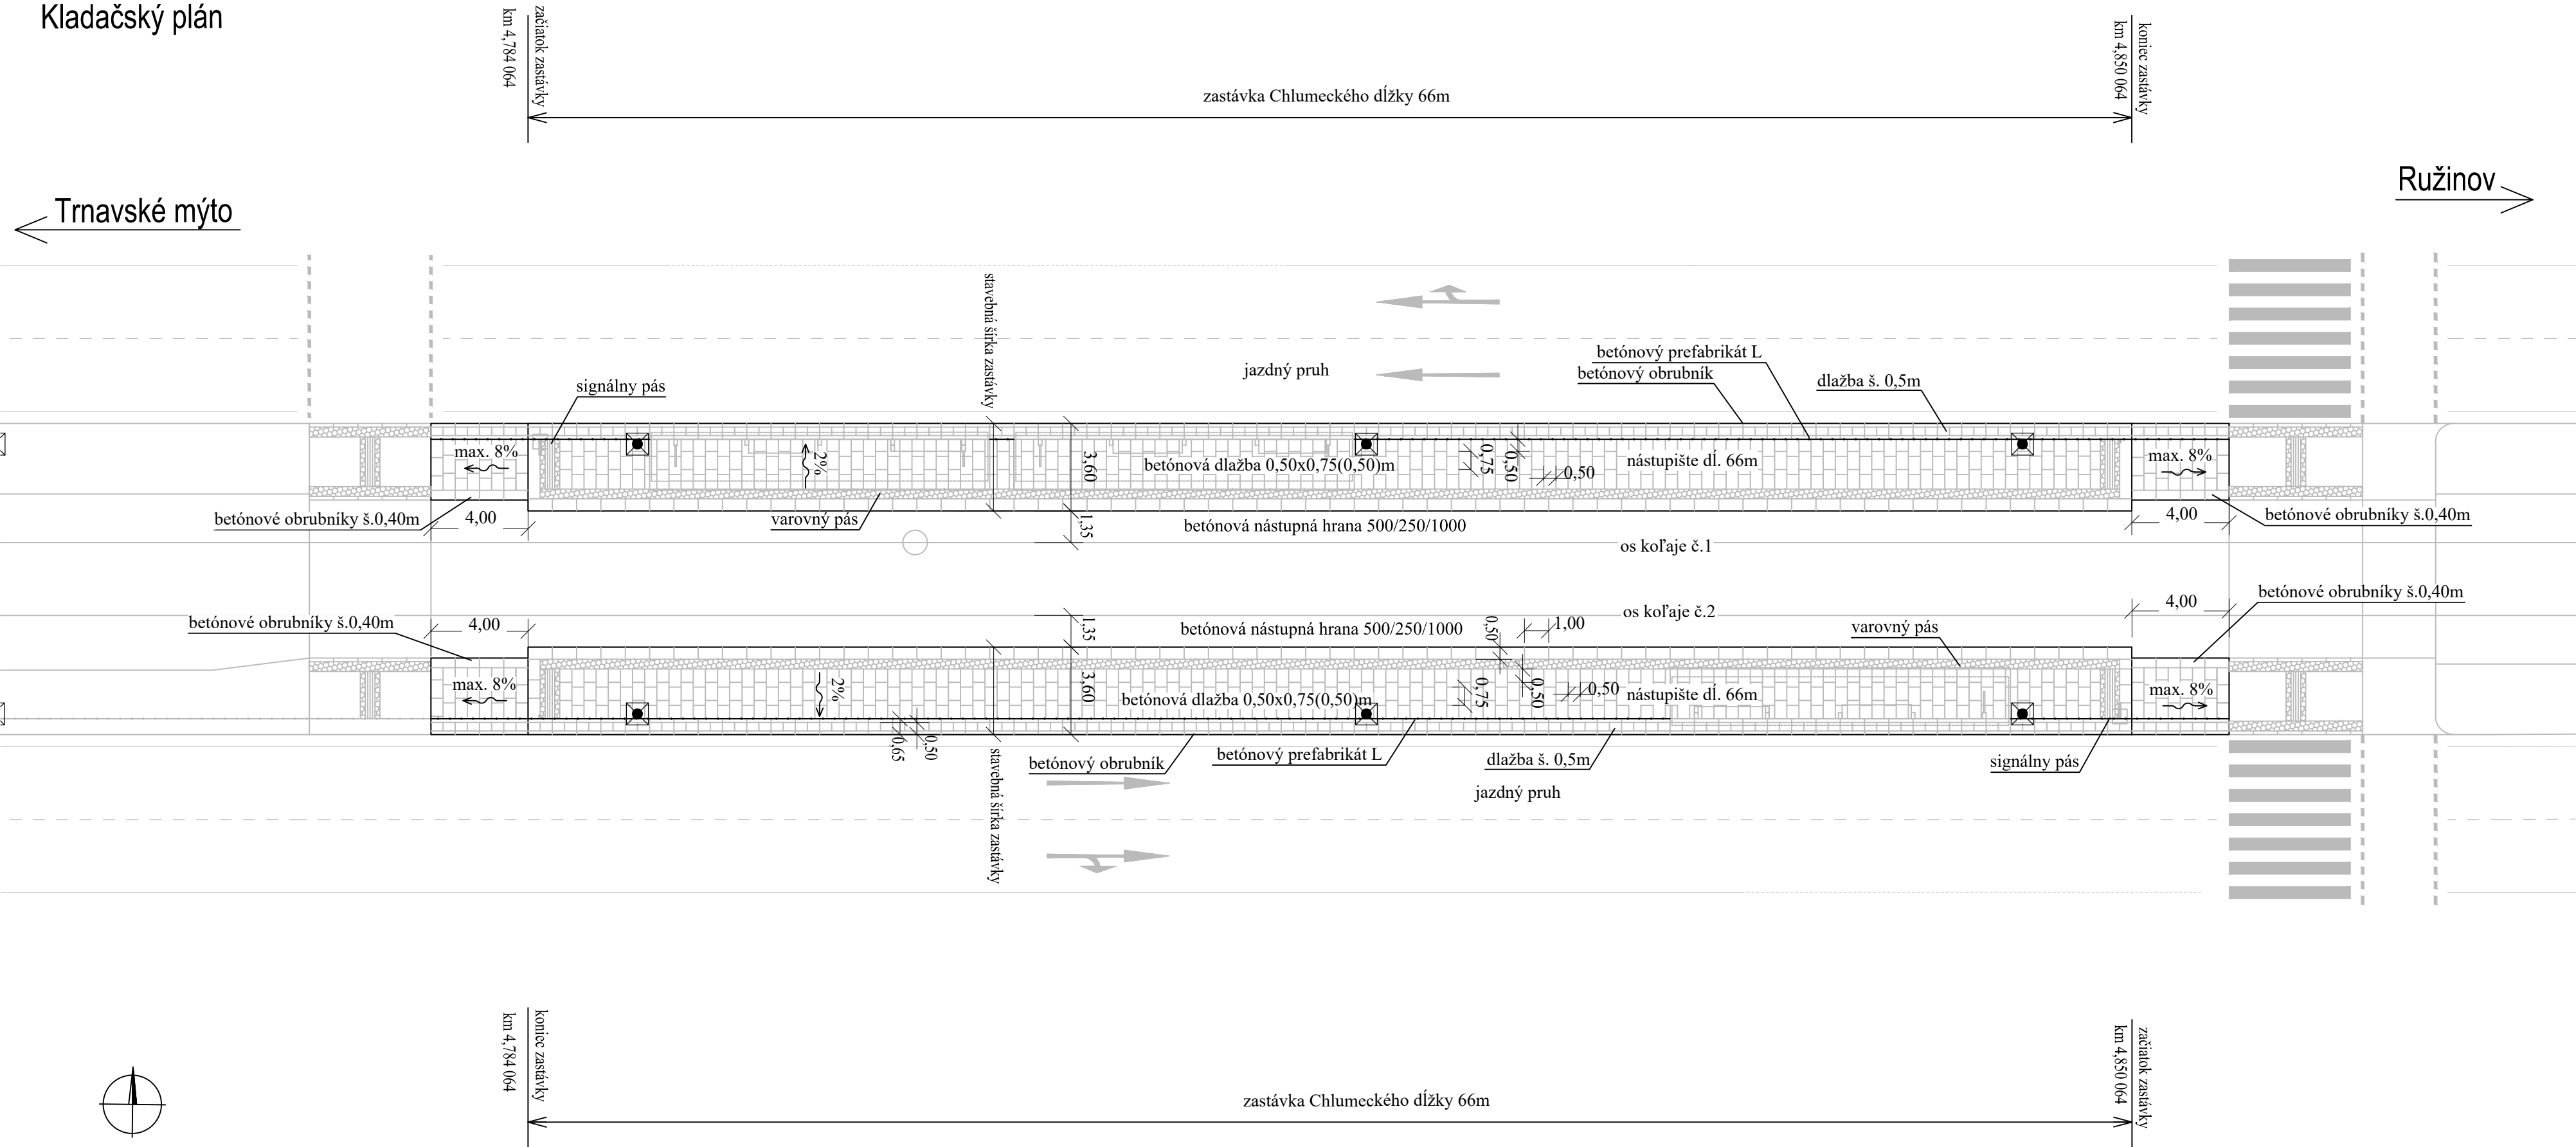 Kladačský plán
km 4,784 064
začiatok zastávky
zastávka Chlumeckého dĺžky 66m
km 4,850 064
koniec zastávky
Trnavské mýto
Ružinov
stavebná šírka zastávky
jazdný pruh
betónový prefabrikát L
betónový obrubník
dlažba š. 0,5m
signálny pás
max. 8%
2%
3,60
betónová dlažba 0,50x0,75(0,50)m
0,75
0,50
0,50
nástupište dĺ. 66m
max. 8%
betónové obrubníky š.0,40m
4,00
varovný pás
1,35
betónová nástupná hrana 500/250/1000
4,00
betónové obrubníky š.0,40m
os koľaje č.1
os koľaje č.2
betónové obrubníky š.0,40m
4,00
1,35
betónová nástupná hrana 500/250/1000
0,50
1,00
varovný pás
4,00
betónové obrubníky š.0,40m
max. 8%
2%
3,60
betónová dlažba 0,50x0,75(0,50)m
0,75
0,50
0,50
nástupište dĺ. 66m
max. 8%
0,65
0,50
stavebná šírka zastávky
betónový obrubník
betónový prefabrikát L
dlažba š. 0,5m
signálny pás
jazdný pruh
km 4,784 064
koniec zastávky
zastávka Chlumeckého dĺžky 66m
km 4,850 064
začiatok zastávky